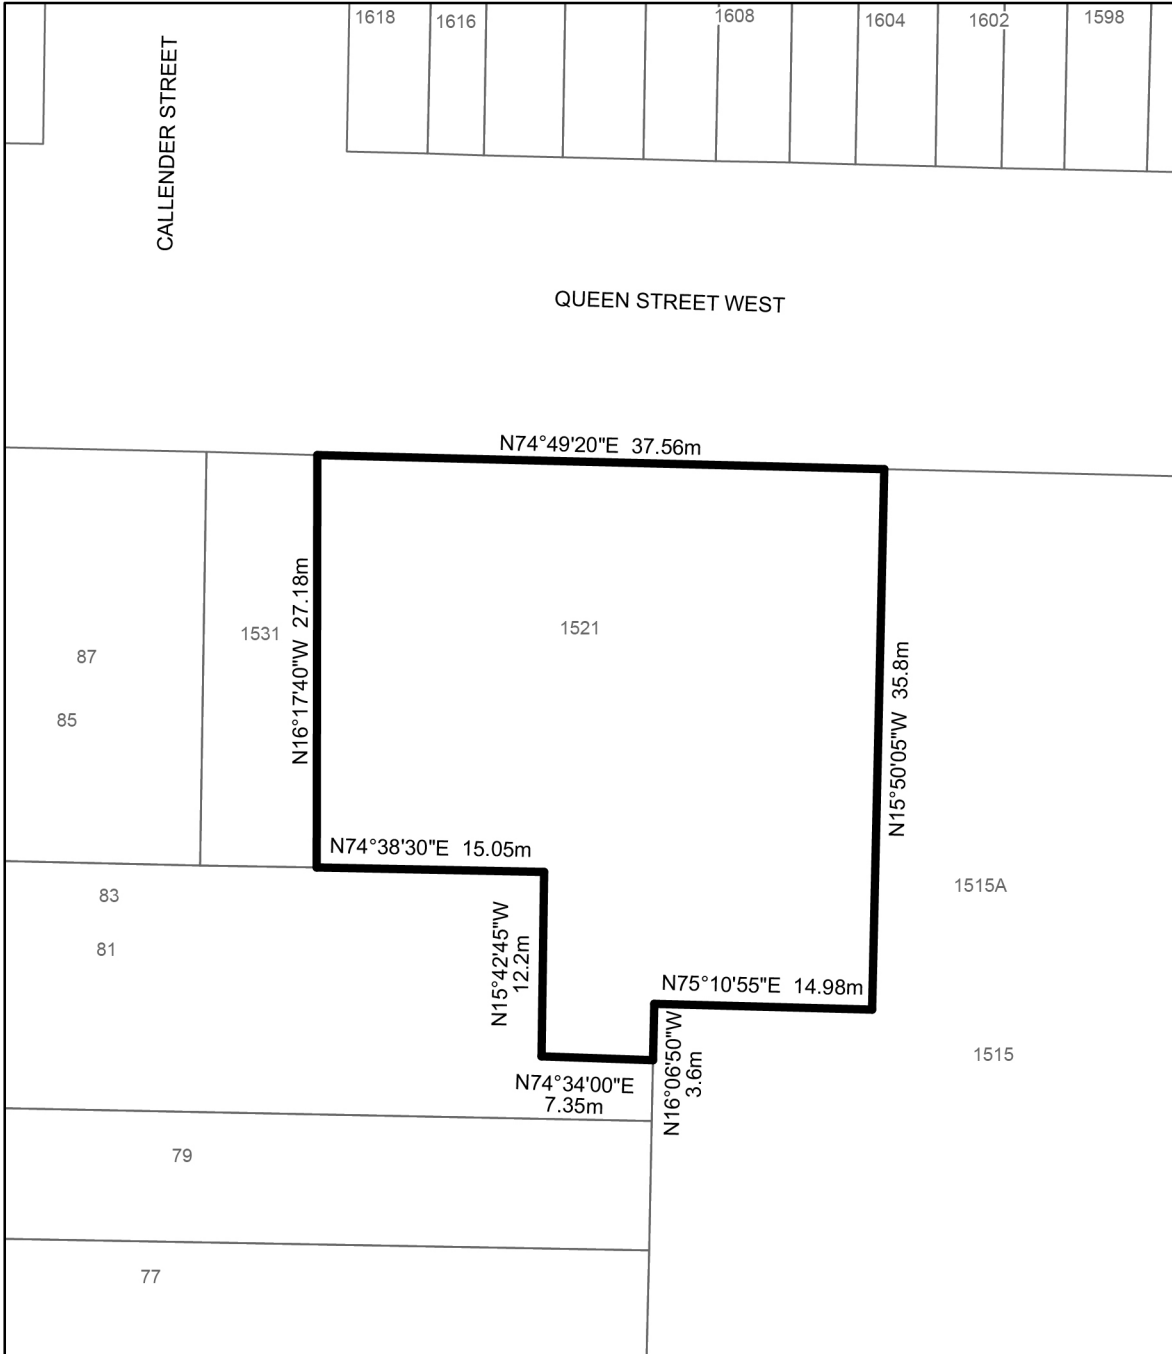 1618
1616
1608
1604
1602
1598
CALLENDER STREET
QUEEN STREET WEST
N74°49'20"E 37.56m
N16°17'40"W 27.18m
1531
1521
87
85
N15°50'05"W 35.8m
N74°38'30"E 15.05m
83
81
N15°42'45"W
12.2m
1515A
N75°10'55"E 14.98m
N16°06'50"W
3.6m
1515
N74°34'00"E
7.35m
79
77